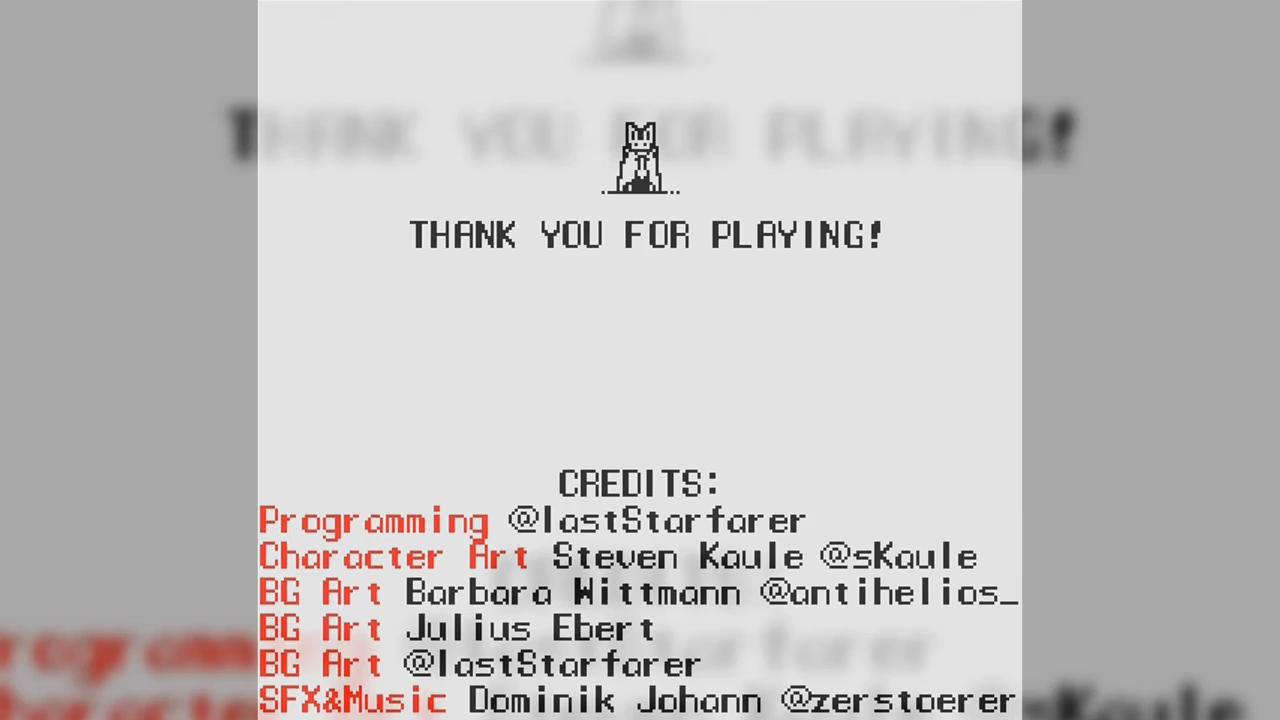 THANK YOU FOR PLAYING!
CREDITS:
Programming @lastStarfarer
Character Art Steven Kaule @sKaule
BG Art Barbara Wittmann @antihelios_
BG Art Julius Ebert
BG Art @lastStarfarer
SFX&Music Dominik Johann @zerstoerer